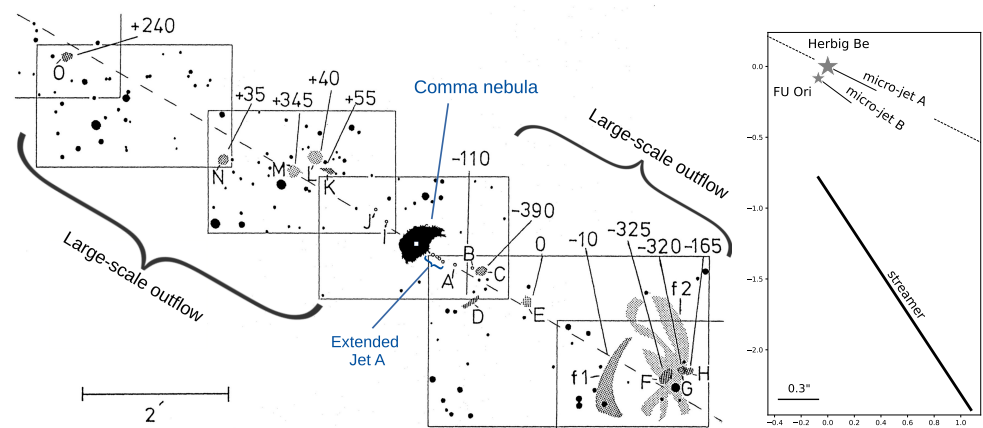 +240
O
+35
+345
+40
+55
N
M
L
K
Comma nebula
Large-scale outflow
−110
−390
0
−10
−325
−320
−165
J'
I
B
A'
C
D
E
f2
f1
F
G
H
Large-scale outflow
Extended
Jet A
2′
Herbig Be
FU Ori
micro-jet A
micro-jet B
streamer
0.3"
0.0
−0.5
−1.0
−1.5
−2.0
−0.4 −0.2 0.0 0.2 0.4 0.6 0.8 1.0 1.2